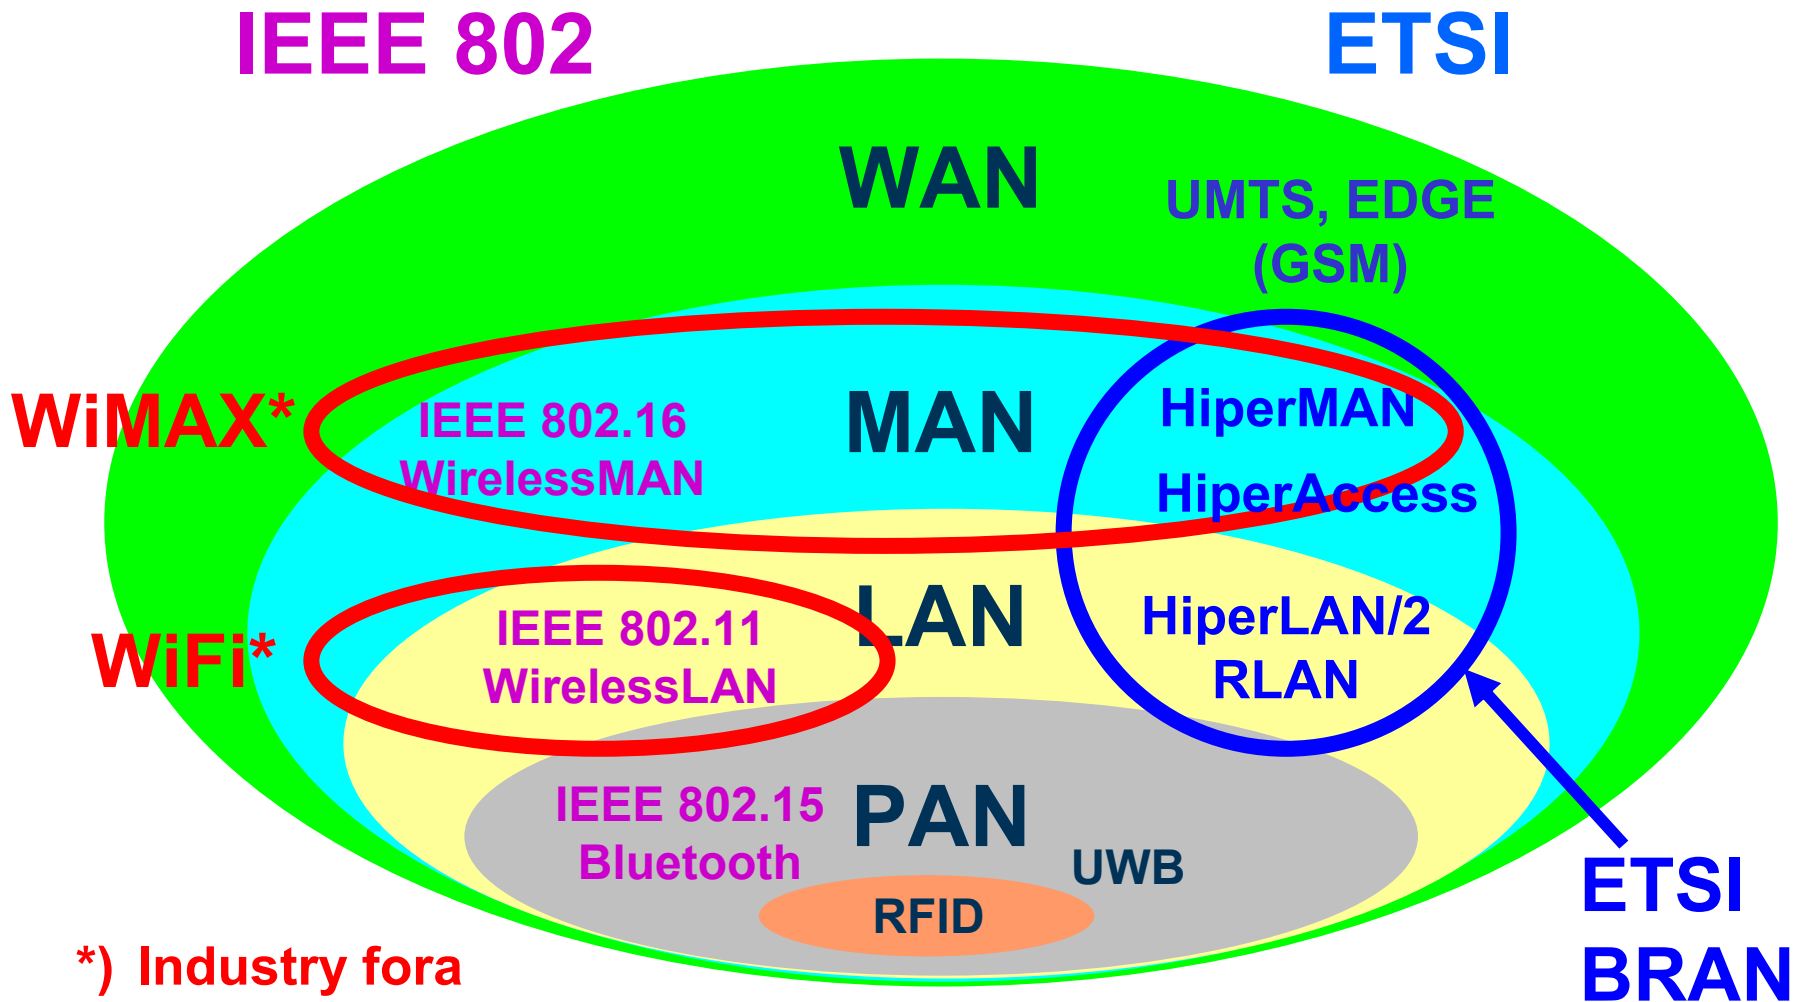 IEEE 802
ETSI
WAN
UMTS, EDGE
(GSM)
WiMAX*
IEEE 802.16
WirelessMAN
MAN
HiperMAN
HiperAccess
WiFi*
IEEE 802.11
WirelessLAN
LAN
HiperLAN/2
RLAN
IEEE 802.15
Bluetooth
PAN
UWB
RFID
ETSI
BRAN
*) Industry fora